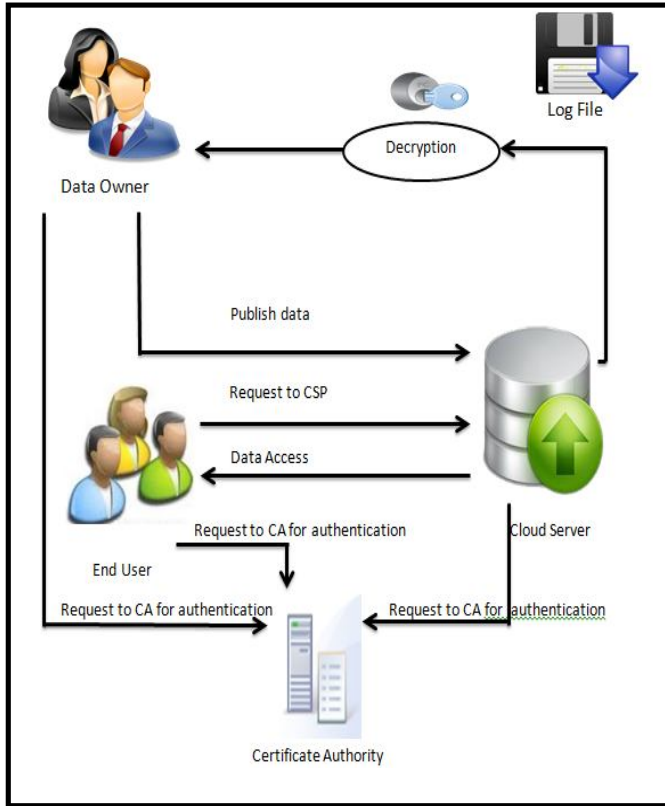 Log File
Decryption
Data Owner
Publish data
Request to CSP
Data Access
Request to CA for authentication
Cloud Server
End User
Request to CA for authentication
Request to CA for authentication
Certificate Authority